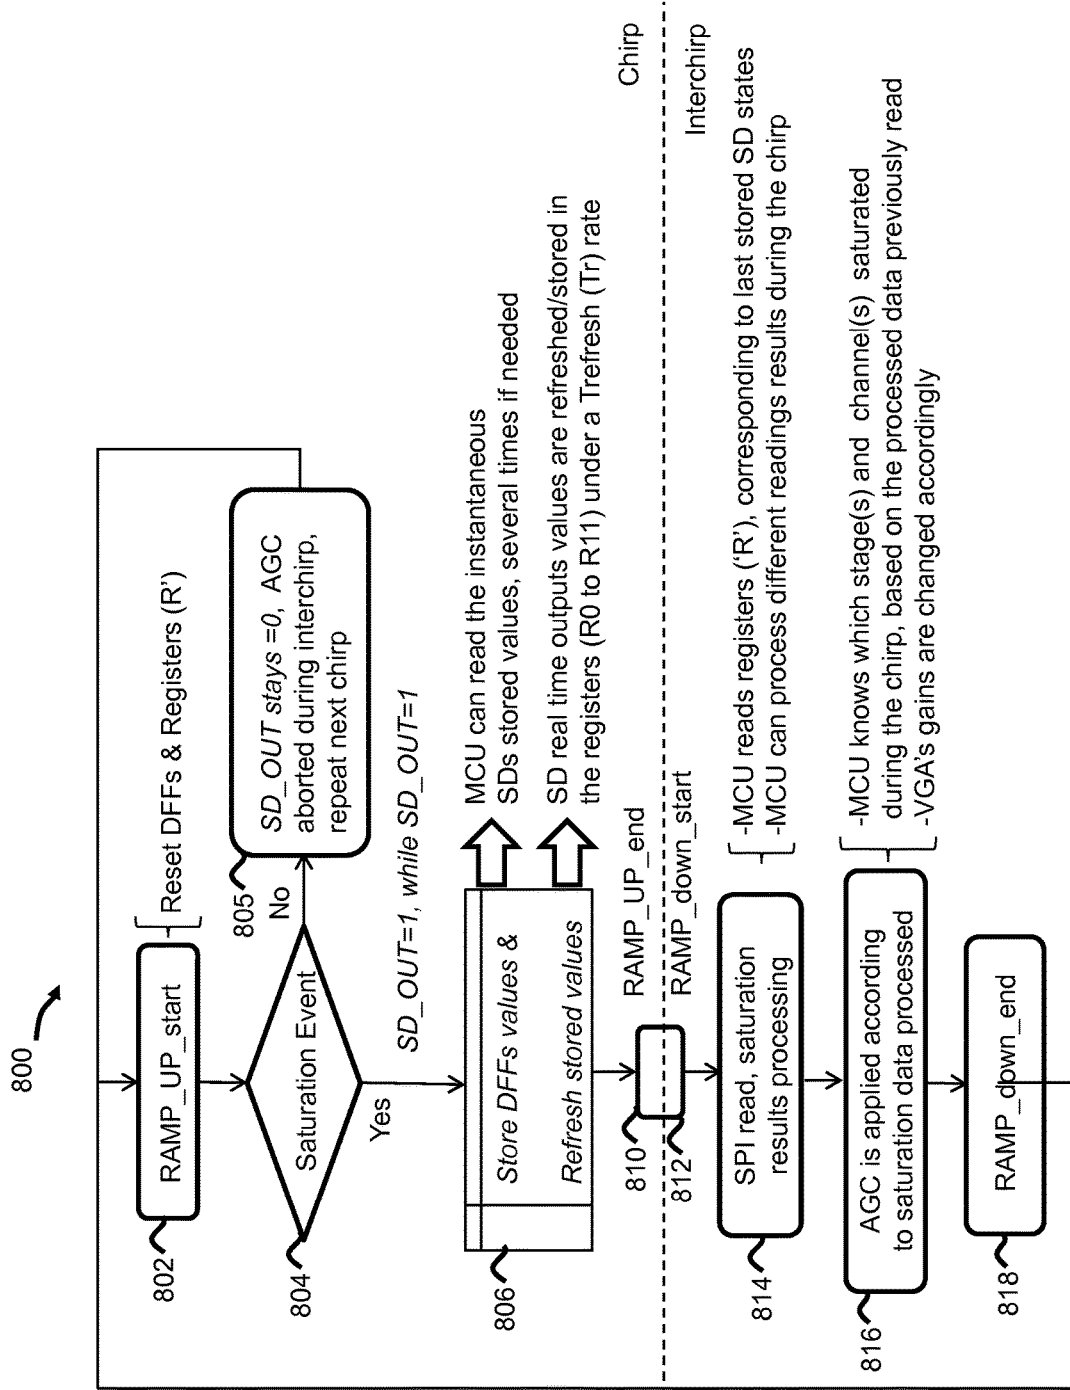 800
802
RAMP_UP_start
Reset DFFs & Registers (R')
804
Saturation Event
No
805
SD_OUT stays =0, AGC
aborted during interchirp,
repeat next chirp
Yes
SD_OUT=1, while SD_OUT=1
806
Store DFFs values &
Refresh stored values
MCU can read the instantaneous
SDs stored values, several times if needed
SD real time outputs values are refreshed/stored in
the registers (R0 to R11) under a Trefresh (Tr) rate
810
RAMP_UP_end
Chirp
812
RAMP_down_start
Interchirp
814
SPI read, saturation
results processing
-MCU reads registers (‘R’), corresponding to last stored SD states
-MCU can process different readings results during the chirp
816
AGC is applied according
to saturation data processed
-MCU knows which stage(s) and channel(s) saturated
during the chirp, based on the processed data previously read
-VGA's gains are changed accordingly
818
RAMP_down_end